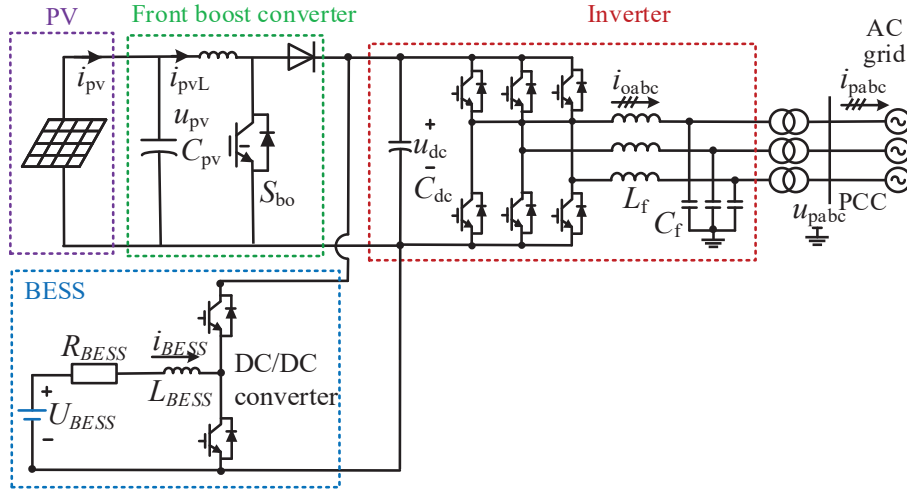 PV
Front boost converter
Inverter
AC
grid
i_pv
i_pvL
i_oabc
i_pabc
u_pv
C_pv
S_bo
+
u_dc
−
C_dc
L_f
C_f
PCC
u_pabc
BESS
R_BESS
i_BESS
DC/DC
converter
L_BESS
+
U_BESS
−